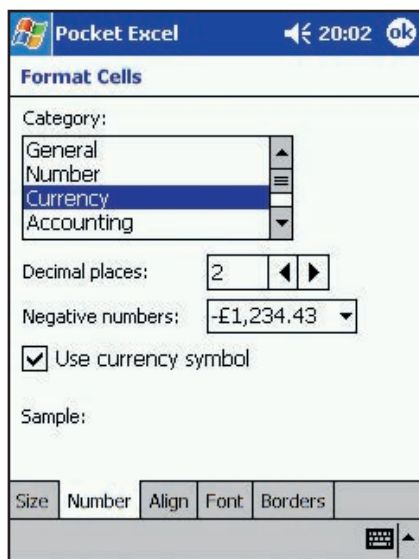 Pocket Excel 20:02 ok
Format Cells
Category:
General
Number
Currency
Accounting
Decimal places: 2
Negative numbers: -£1,234.43
Use currency symbol
Sample:
Size Number Align Font Borders